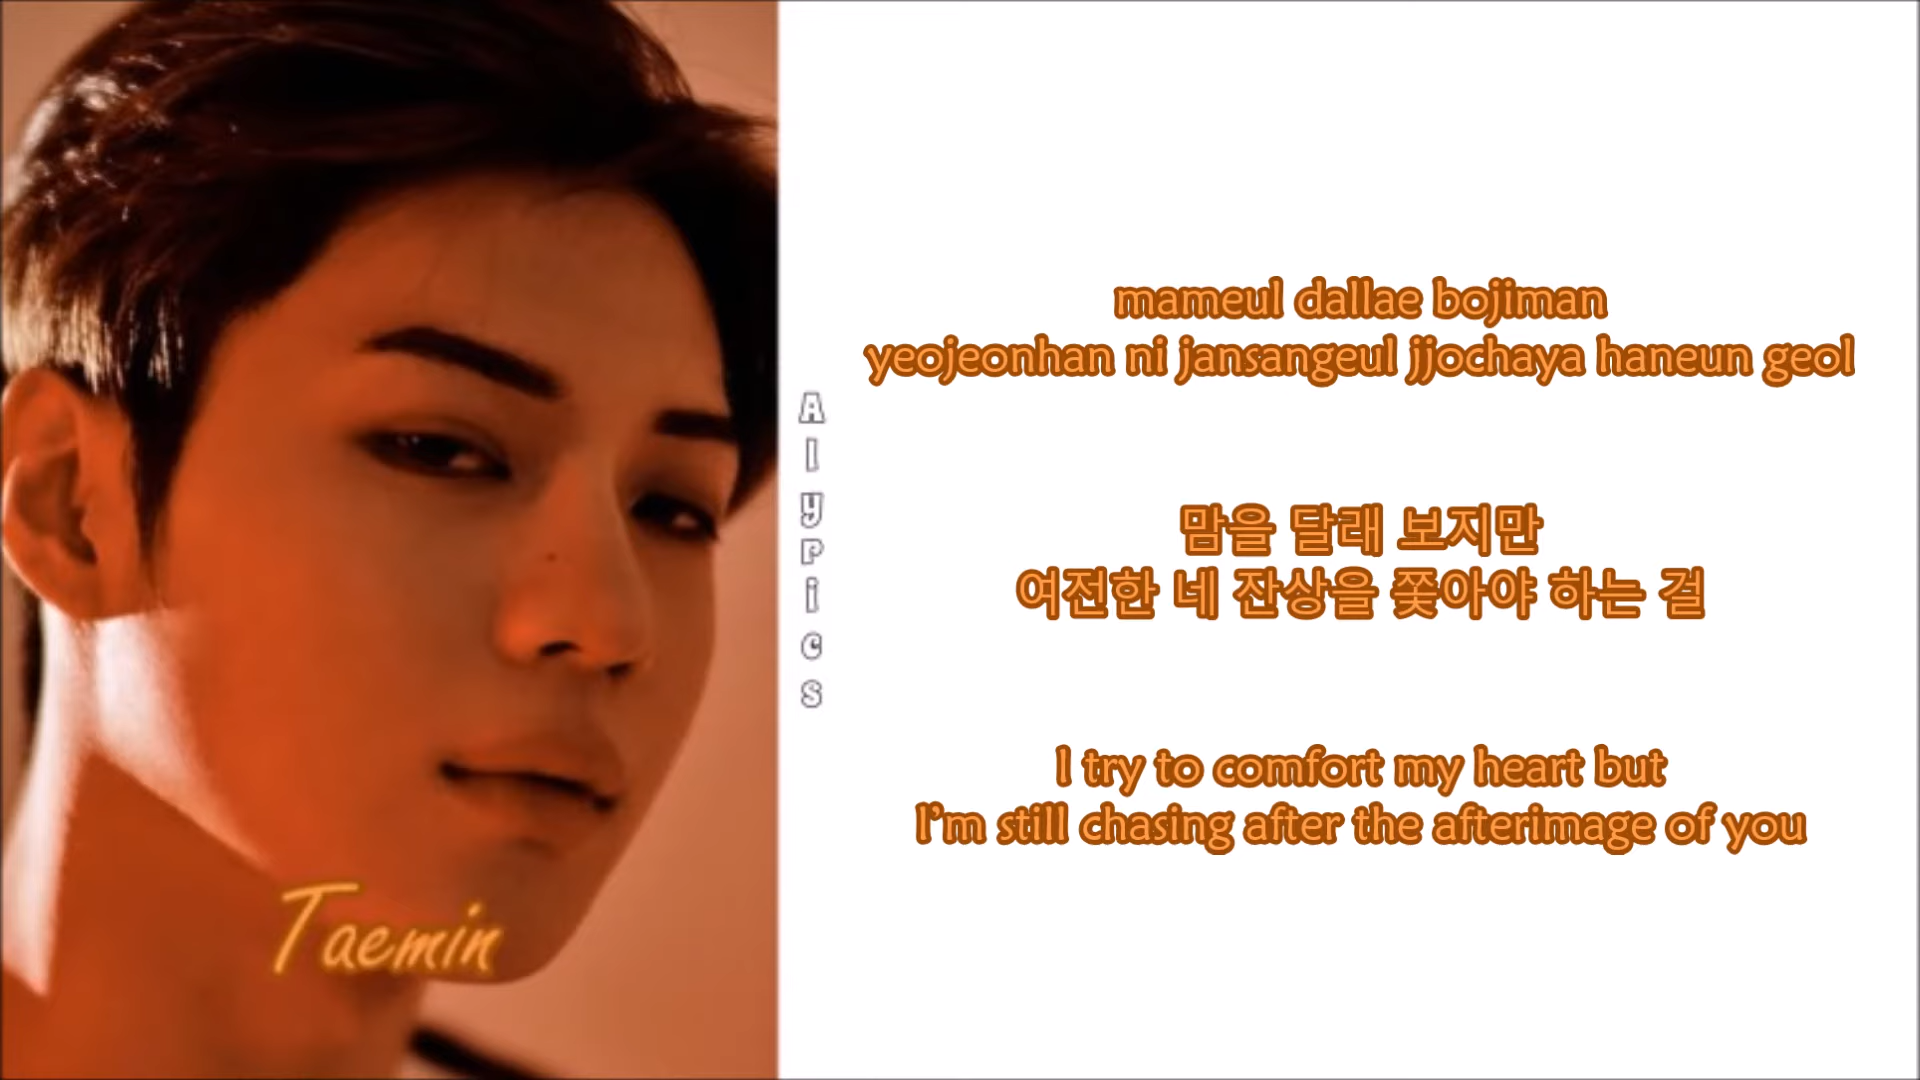 Taemin
AlyPics
mameul dallae bojiman
yeojeonhan ni jansangeul jjochaya haneun geol
맘을 달래 보지만
여전한 네 잔상을 쫓아야 하는 걸
I try to comfort my heart but
I'm still chasing after the afterimage of you